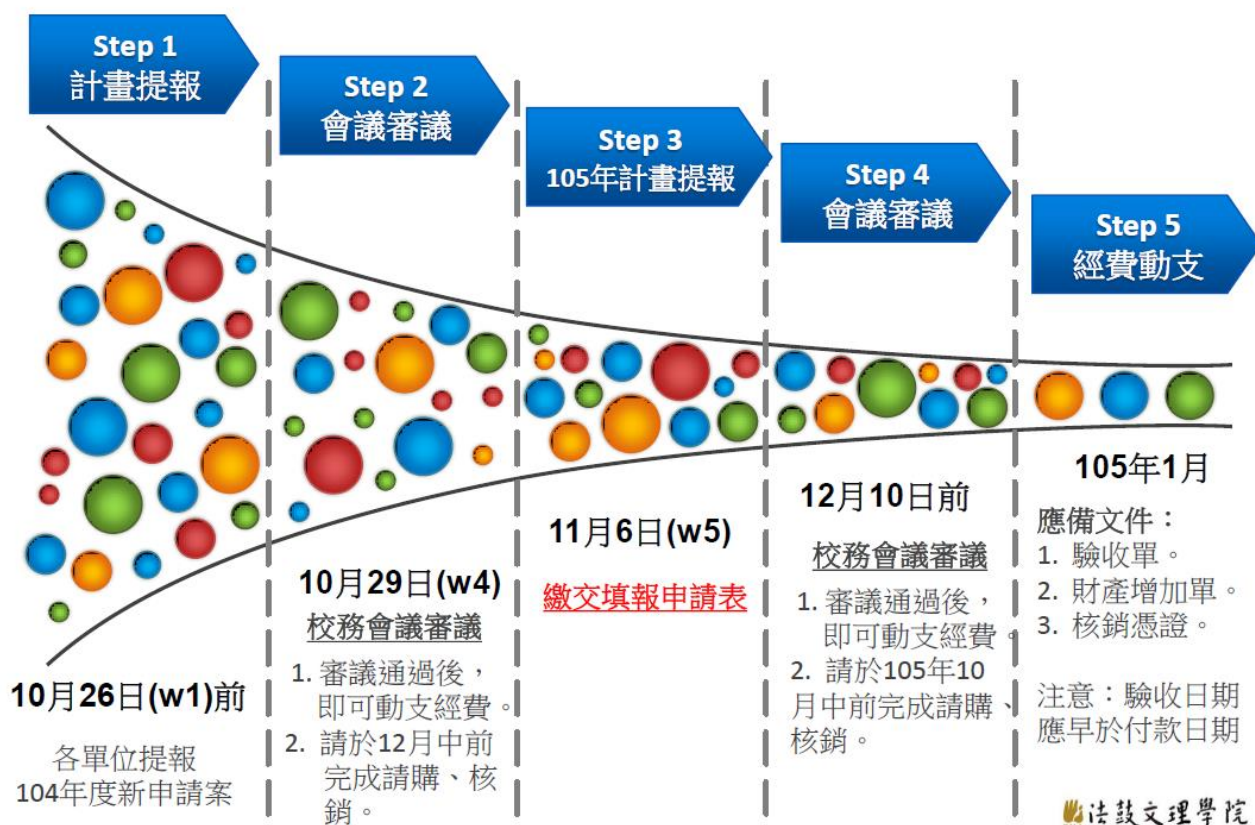 Step 1
計畫提報
10月26日(w1)前
各單位提報
104年度新申請案
Step 2
會議審議
10月29日(w4)
校務會議審議
1. 審議通過後，
即可動支經費。
2. 請於12月中前
完成請購、核
銷。
Step 3
105年計畫提報
11月6日(w5)
繳交填報申請表
Step 4
會議審議
12月10日前
校務會議審議
1. 審議通過後，
即可動支經費。
2. 請於105年10
月中前完成請購、
核銷。
Step 5
經費動支
105年1月
應備文件：
1. 驗收單。
2. 財產增加單。
3. 核銷憑證。
注意：驗收日期
應早於付款日期
法鼓文理學院